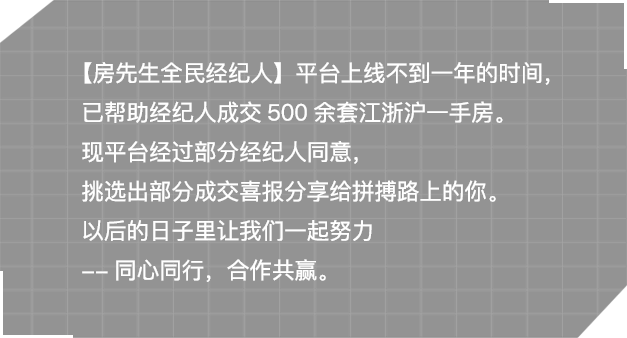 【房先生全民经纪人】平台上线不到一年的时间，
已帮助经纪人成交 500 余套江浙沪一手房。
现平台经过部分经纪人同意，
挑选出部分成交喜报分享给拼搏路上的你。
以后的日子里让我们一起努力
-- 同心同行，合作共赢。